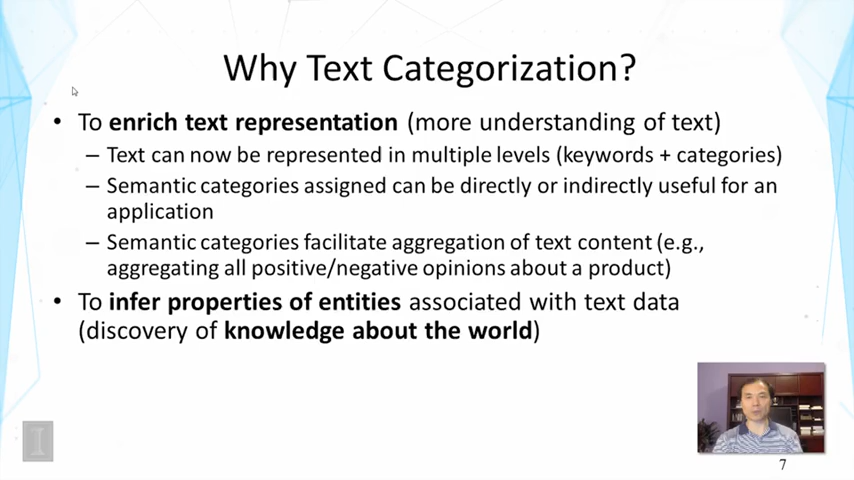 Why Text Categorization?
• To enrich text representation (more understanding of text)
– Text can now be represented in multiple levels (keywords + categories)
– Semantic categories assigned can be directly or indirectly useful for an
application
– Semantic categories facilitate aggregation of text content (e.g.,
aggregating all positive/negative opinions about a product)
• To infer properties of entities associated with text data
(discovery of knowledge about the world)
I
7